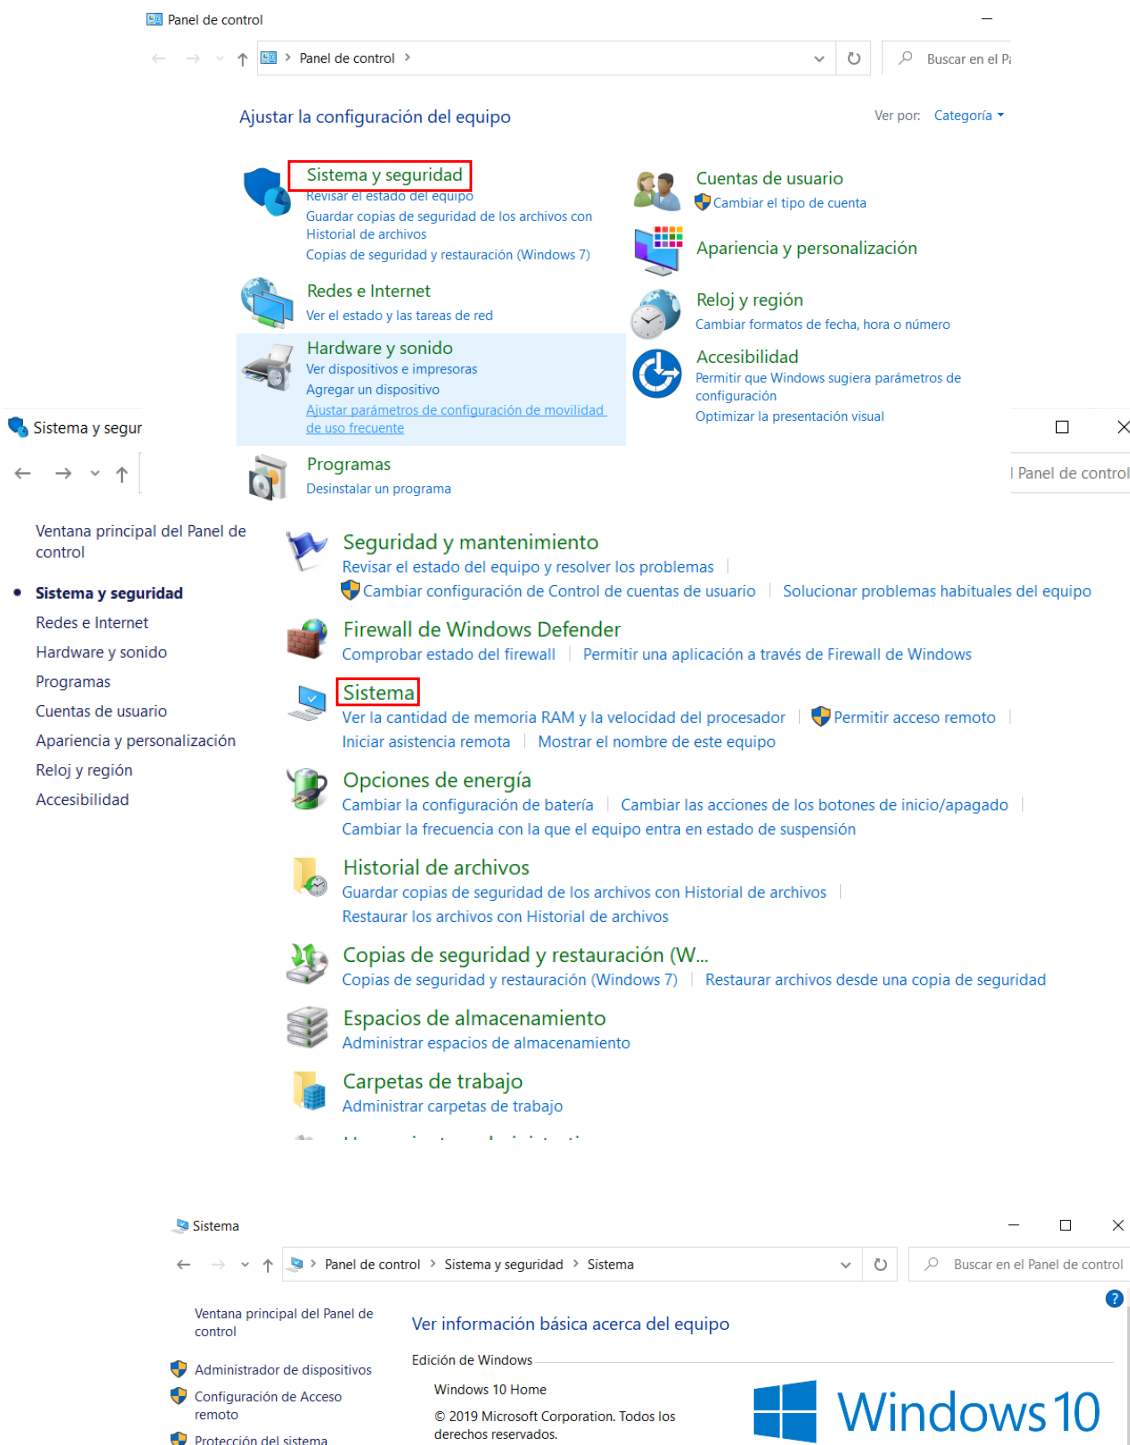 Panel de control
Panel de control
Buscar en el Pa
Ajustar la configuración del equipo
Ver por: Categoría
Sistema y seguridad
Revisar el estado del equipo
Guardar copias de seguridad de los archivos con
Historial de archivos
Copias de seguridad y restauración (Windows 7)
Redes e Internet
Ver el estado y las tareas de red
Hardware y sonido
Ver dispositivos e impresoras
Agregar un dispositivo
Ajustar parámetros de configuración de movilidad
de uso frecuente
Programas
Desinstalar un programa
Cuentas de usuario
Cambiar el tipo de cuenta
Apariencia y personalización
Reloj y región
Cambiar formatos de fecha, hora o número
Accesibilidad
Permitir que Windows sugiera parámetros de
configuración
Optimizar la presentación visual
Sistema y segur
l Panel de control
Ventana principal del Panel de
control
Sistema y seguridad
Redes e Internet
Hardware y sonido
Programas
Cuentas de usuario
Apariencia y personalización
Reloj y región
Accesibilidad
Seguridad y mantenimiento
Revisar el estado del equipo y resolver los problemas
Cambiar configuración de Control de cuentas de usuario
Solucionar problemas habituales del equipo
Firewall de Windows Defender
Comprobar estado del firewall
Permitir una aplicación a través de Firewall de Windows
Sistema
Ver la cantidad de memoria RAM y la velocidad del procesador
Permitir acceso remoto
Iniciar asistencia remota
Mostrar el nombre de este equipo
Opciones de energía
Cambiar la configuración de batería
Cambiar las acciones de los botones de inicio/apagado
Cambiar la frecuencia con la que el equipo entra en estado de suspensión
Historial de archivos
Guardar copias de seguridad de los archivos con Historial de archivos
Restaurar los archivos con Historial de archivos
Copias de seguridad y restauración (W...
Copias de seguridad y restauración (Windows 7)
Restaurar archivos desde una copia de seguridad
Espacios de almacenamiento
Administrar espacios de almacenamiento
Carpetas de trabajo
Administrar carpetas de trabajo
Sistema
Panel de control > Sistema y seguridad > Sistema
Buscar en el Panel de control
Ventana principal del Panel de
control
Administrador de dispositivos
Configuración de Acceso
remoto
Protección del sistema
Ver información básica acerca del equipo
Edición de Windows
Windows 10 Home
© 2019 Microsoft Corporation. Todos los
derechos reservados.
Windows 10